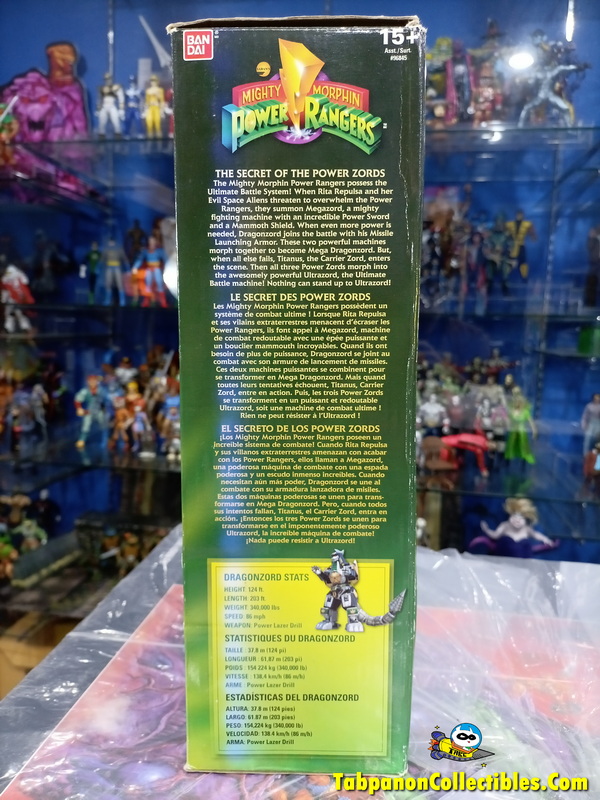 BAN
DAI
15+
Asst./Surt.
#96845
MIGHTY MORPHIN
POWER RANGERS
THE SECRET OF THE POWER ZORDS
The Mighty Morphin Power Rangers possess the
Ultimate Battle System! When Rita Repulsa and her
Evil Space Aliens threaten to overwhelm the Power
Rangers, they summon Megazord, a mighty
fighting machine with an incredible Power Sword
and a Mammoth Shield. When even more power is
needed, Dragonzord joins the battle with his Missile
Launching Armor. These two powerful machines
morph together to become Mega Dragonzord. But,
when all else fails, Titanus, the Carrier Zord, enters
the scene. Then all three Power Zords morph into
the awesomely powerful Ultrazord, the Ultimate
Battle machine! Nothing can stand up to Ultrazord!
LE SECRET DES POWER ZORDS
Les Mighty Morphin Power Rangers possèdent un
système de combat ultime ! Lorsque Rita Repulsa
et ses vilains extraterrestres menacent d'écraser les
Power Rangers, ils font appel à Megazord, machine
de combat redoutable avec une épée puissante et
un bouclier mammouth incroyables. Quand ils ont
besoin de plus de puissance, Dragonzord se joint au
combat avec son armure de lancement de missiles.
Ces deux machines puissantes se combinent pour
se transformer en Mega Dragonzord. Mais quand
toutes leurs tentatives échouent, Titanus, Carrier
Zord, entre en action. Puis, les trois Power Zords
se transforment en un puissant et redoutable
Ultrazord, soit une machine de combat ultime !
Rien ne peut résister à l'Ultrazord !
EL SECRETO DE LOS POWER ZORDS
¡Los Mighty Morphin Power Rangers poseen un
increíble sistema de combate! Cuando Rita Repulsa
y sus villanos extraterrestres amenazan con acabar
con los Power Rangers, ellos llaman a Megazord,
una poderosa máquina de combate con una espada
poderosa y un escudo inmenso increíbles. Cuando
necesitan aún más poder, Dragonzord se une al
combate con su armadura lanzadora de misiles.
Estas dos máquinas poderosas se unen para trans-
formarse en Mega Dragonzord. Pero, cuando todos
sus intentos fallan, Titanus, el Carrier Zord, entra en
acción. ¡Entonces los tres Power Zords se unen para
transformarse en el imponentemente poderoso
Ultrazord, la increíble máquina de combate!
¡Nada puede resistir a Ultrazord!
DRAGONZORD STATS
HEIGHT: 124 ft.
LENGTH: 203 ft.
WEIGHT: 340,000 lbs
SPEED: 86 mph
WEAPON: Power Lazer Drill
STATISTIQUES DU DRAGONZORD
TAILLE : 37.8 m (124 pi)
LONGUEUR : 61,87 m (203 pi)
POIDS : 154 224 kg (340,000 lb)
VITESSE : 138.4 km/h (86 m/h)
ARME : Power Lazer Drill
ESTADÍSTICAS DEL DRAGONZORD
ALTURA: 37.8 m (124 pies)
LARGO: 61.87 m (203 pies)
PESO: 154,224 kg (340,000 lb)
VELOCIDAD: 138.4 km/h (86 m/h)
ARMA: Power Lazer Drill
TabpanonCollectibles.Com